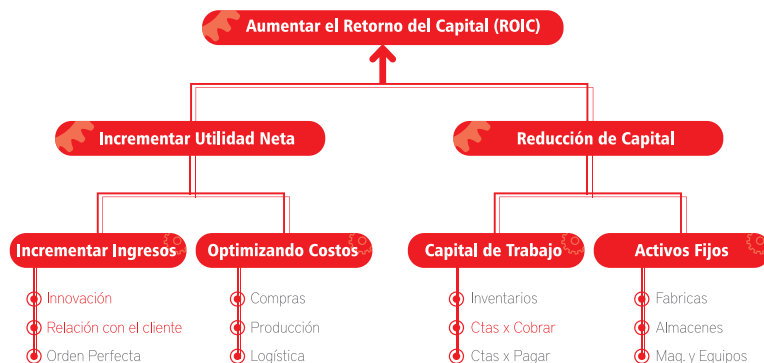 Aumentar el Retorno del Capital (ROIC)
Incrementar Utilidad Neta
Reducción de Capital
Incrementar Ingresos
Optimizando Costos
Capital de Trabajo
Activos Fijos
Innovación
Relación con el cliente
Orden Perfecta
Compras
Producción
Logística
Inventarios
Ctas x Cobrar
Ctas x Pagar
Fabricas
Almacenes
Maq. y Equipos